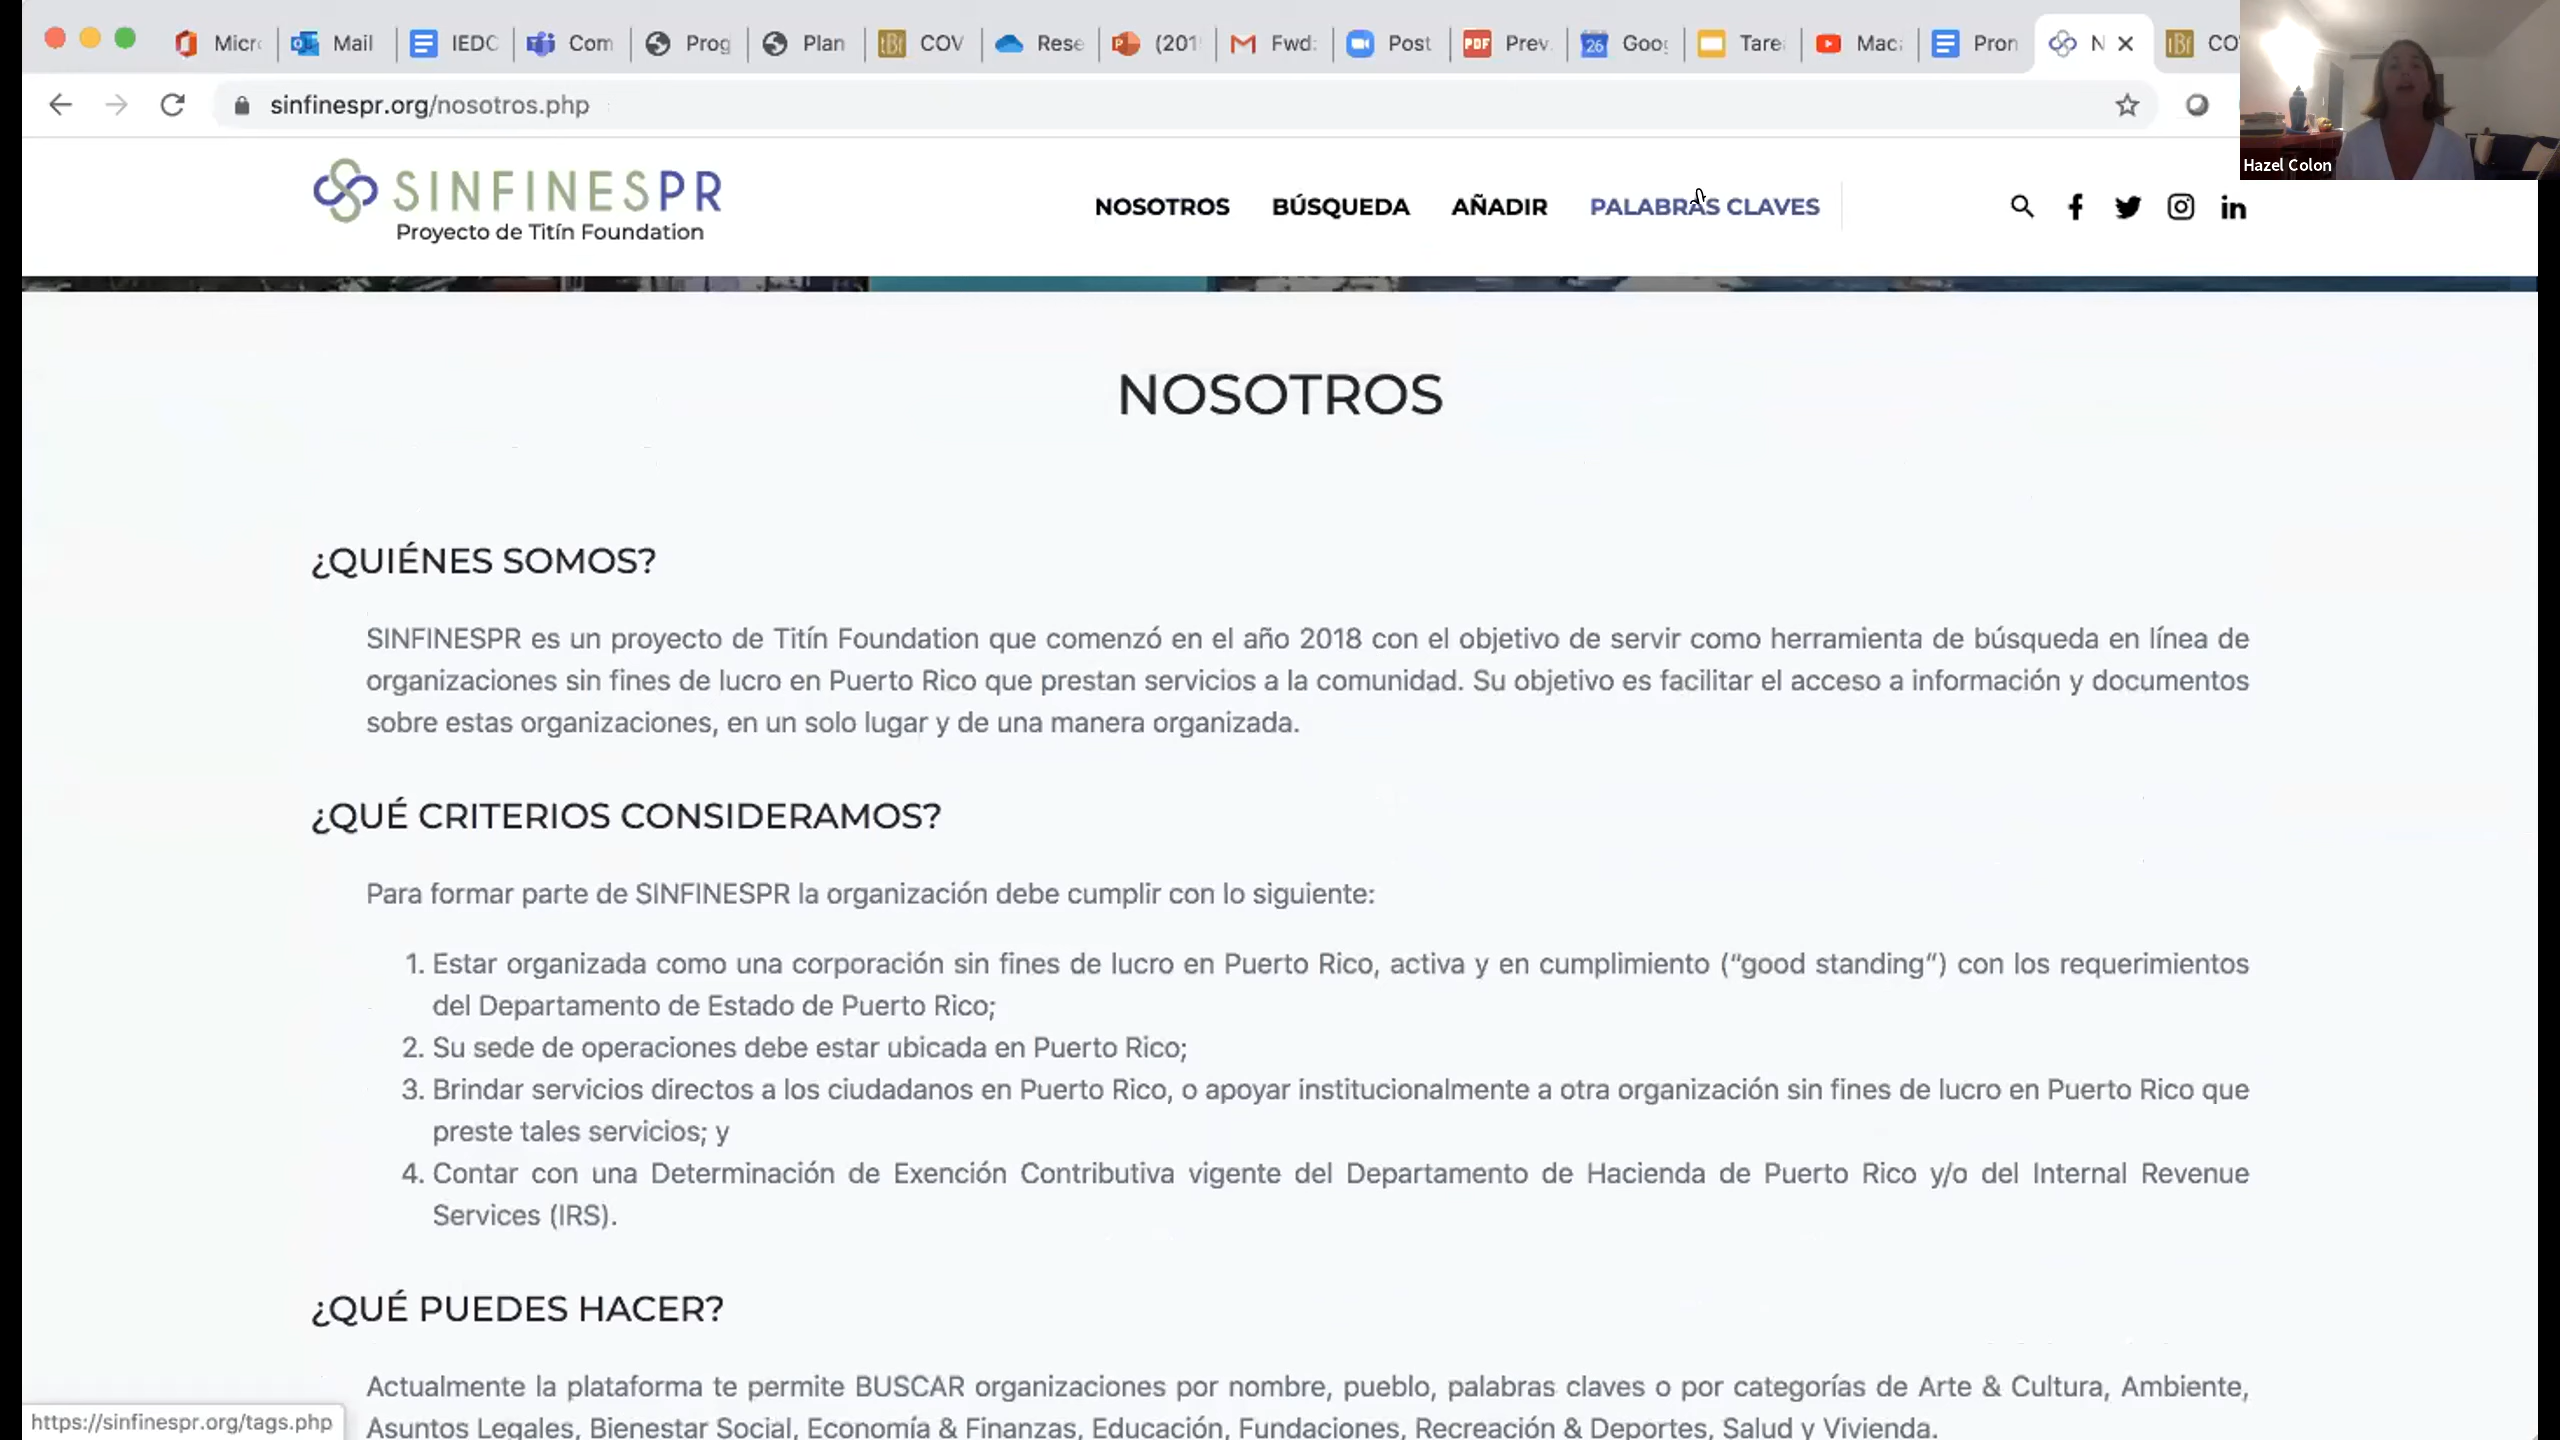 Micr Mail IEDC Com Prog Plan COV Rese (201 Fwd: Post Prev 26 Goog Tare Mac Pron N CO
sinfinespr.org/nosotros.php
Hazel Colon
SINFINESPR
Proyecto de Titín Foundation
NOSOTROS BÚSQUEDA AÑADIR PALABRAS CLAVES
NOSOTROS
¿QUIÉNES SOMOS?
SINFINESPR es un proyecto de Titín Foundation que comenzó en el año 2018 con el objetivo de servir como herramienta de búsqueda en línea de
organizaciones sin fines de lucro en Puerto Rico que prestan servicios a la comunidad. Su objetivo es facilitar el acceso a información y documentos
sobre estas organizaciones, en un solo lugar y de una manera organizada.
¿QUÉ CRITERIOS CONSIDERAMOS?
Para formar parte de SINFINESPR la organización debe cumplir con lo siguiente:
1. Estar organizada como una corporación sin fines de lucro en Puerto Rico, activa y en cumplimiento (“good standing”) con los requerimientos
del Departamento de Estado de Puerto Rico;
2. Su sede de operaciones debe estar ubicada en Puerto Rico;
3. Brindar servicios directos a los ciudadanos en Puerto Rico, o apoyar institucionalmente a otra organización sin fines de lucro en Puerto Rico que
preste tales servicios; y
4. Contar con una Determinación de Exención Contributiva vigente del Departamento de Hacienda de Puerto Rico y/o del Internal Revenue
Services (IRS).
¿QUÉ PUEDES HACER?
Actualmente la plataforma te permite BUSCAR organizaciones por nombre, pueblo, palabras claves o por categorías de Arte & Cultura, Ambiente,
Asuntos Legales, Bienestar Social, Economía & Finanzas, Educación, Fundaciones, Recreación & Deportes, Salud y Vivienda.
https://sinfinespr.org/tags.php